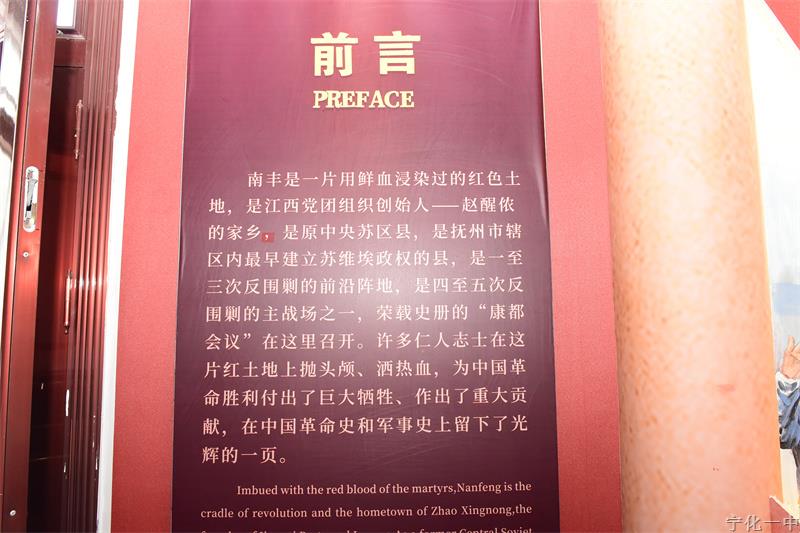 前言
PREFACE
南丰是一片用鲜血浸染过的红色土
地，是江西党团组织创始人——赵醒侬
的家乡，是原中央苏区县，是抚州市辖
区内最早建立苏维埃政权的县，是一至
三次反围剿的前沿阵地，是四至五次反
围剿的主战场之一，荣载史册的“康都
会议”在这里召开。许多仁人志士在这
片红土地上抛头颅、洒热血，为中国革
命胜利付出了巨大牺牲、作出了重大贡
献，在中国革命史和军事史上留下了光
辉的一页。
Imbued with the red blood of the martyrs,Nanfeng is the
cradle of revolution and the hometown of Zhao Xingnong,the
former Central Soviet
宁化一中